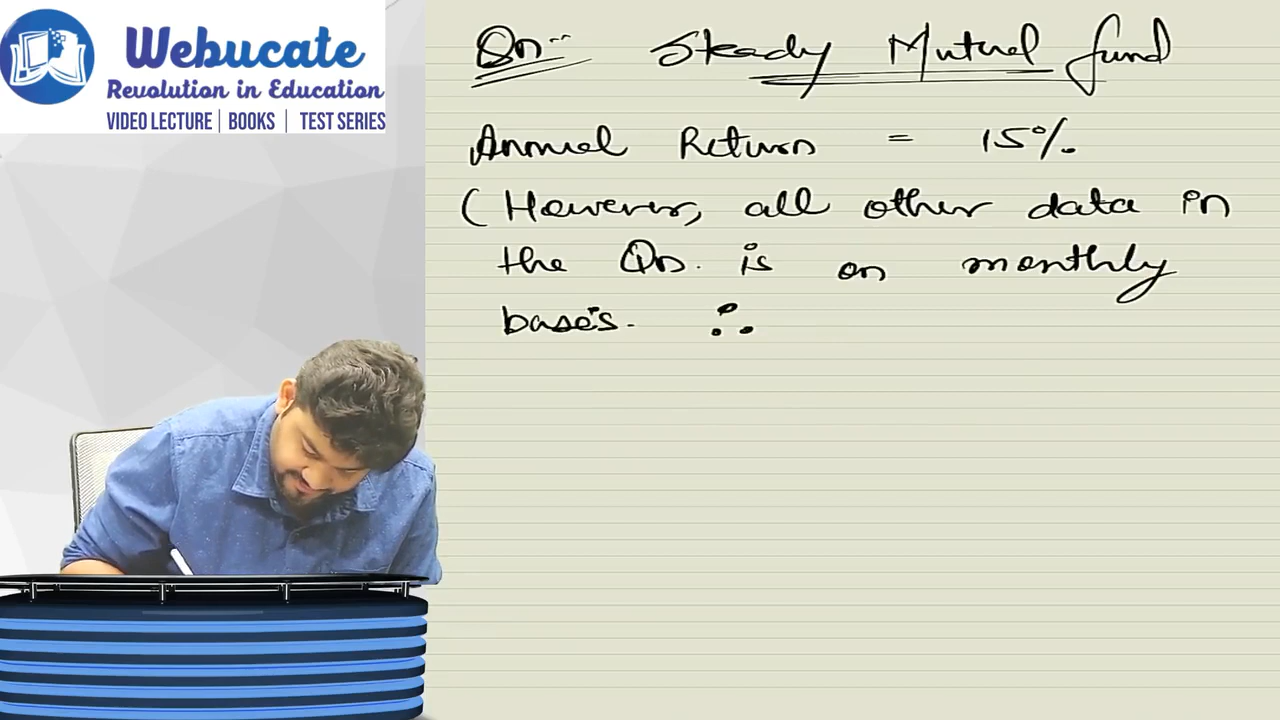 Webucate
Revolution in Education
VIDEO LECTURE | BOOKS | TEST SERIES
Qn:- Steady Mutual fund
Annual Return = 15%.
(However, all other data in
the Qn. is on monthly
basis. ∴